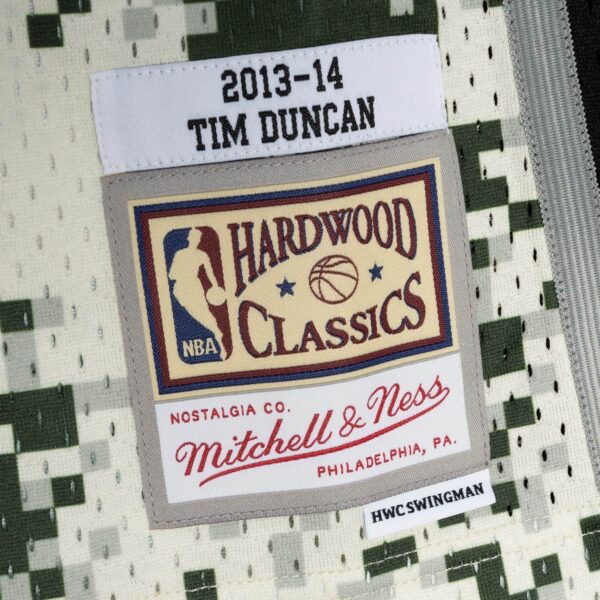 2013-14
TIM DUNCAN
HARDWOOD
CLASSICS
NBA
NOSTALGIA CO.
Mitchell & Ness
PHILADELPHIA, PA.
HWC SWINGMAN